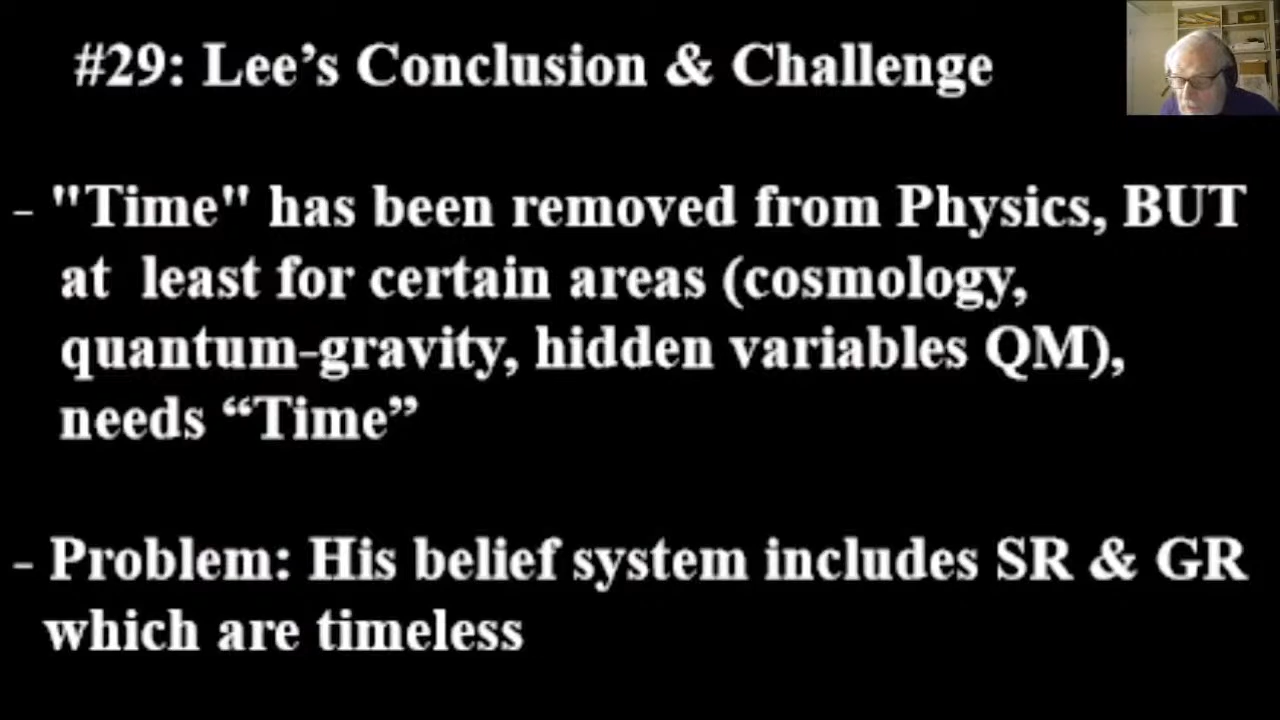 #29: Lee’s Conclusion & Challenge
- "Time" has been removed from Physics, BUT
at least for certain areas (cosmology,
quantum-gravity, hidden variables QM),
needs “Time”
- Problem: His belief system includes SR & GR
which are timeless